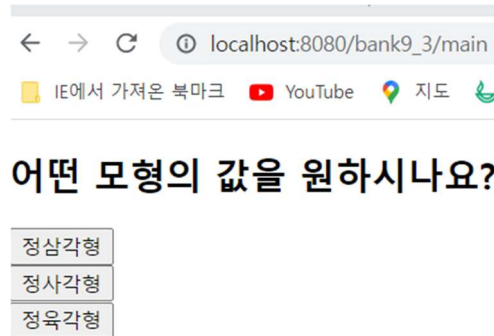 localhost:8080/bank9_3/main
IE에서 가져온 북마크 YouTube 지도
어떤 모형의 값을 원하시나요?
정삼각형
정사각형
정육각형